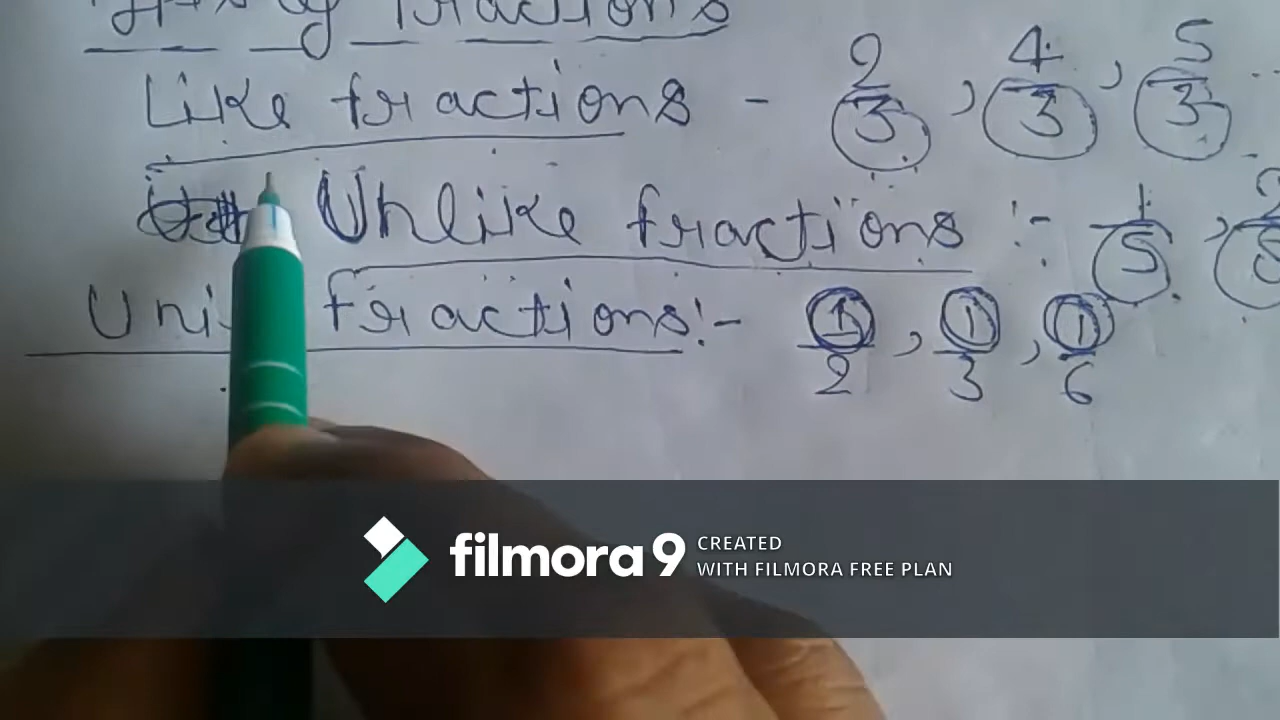 fractions
Like fractions - 2/3, 4/3, 5/3 ..
Unlike fractions :- 1/5,
fractions:- 1/2, 1/3, 1/6
filmora9 CREATED
WITH FILMORA FREE PLAN